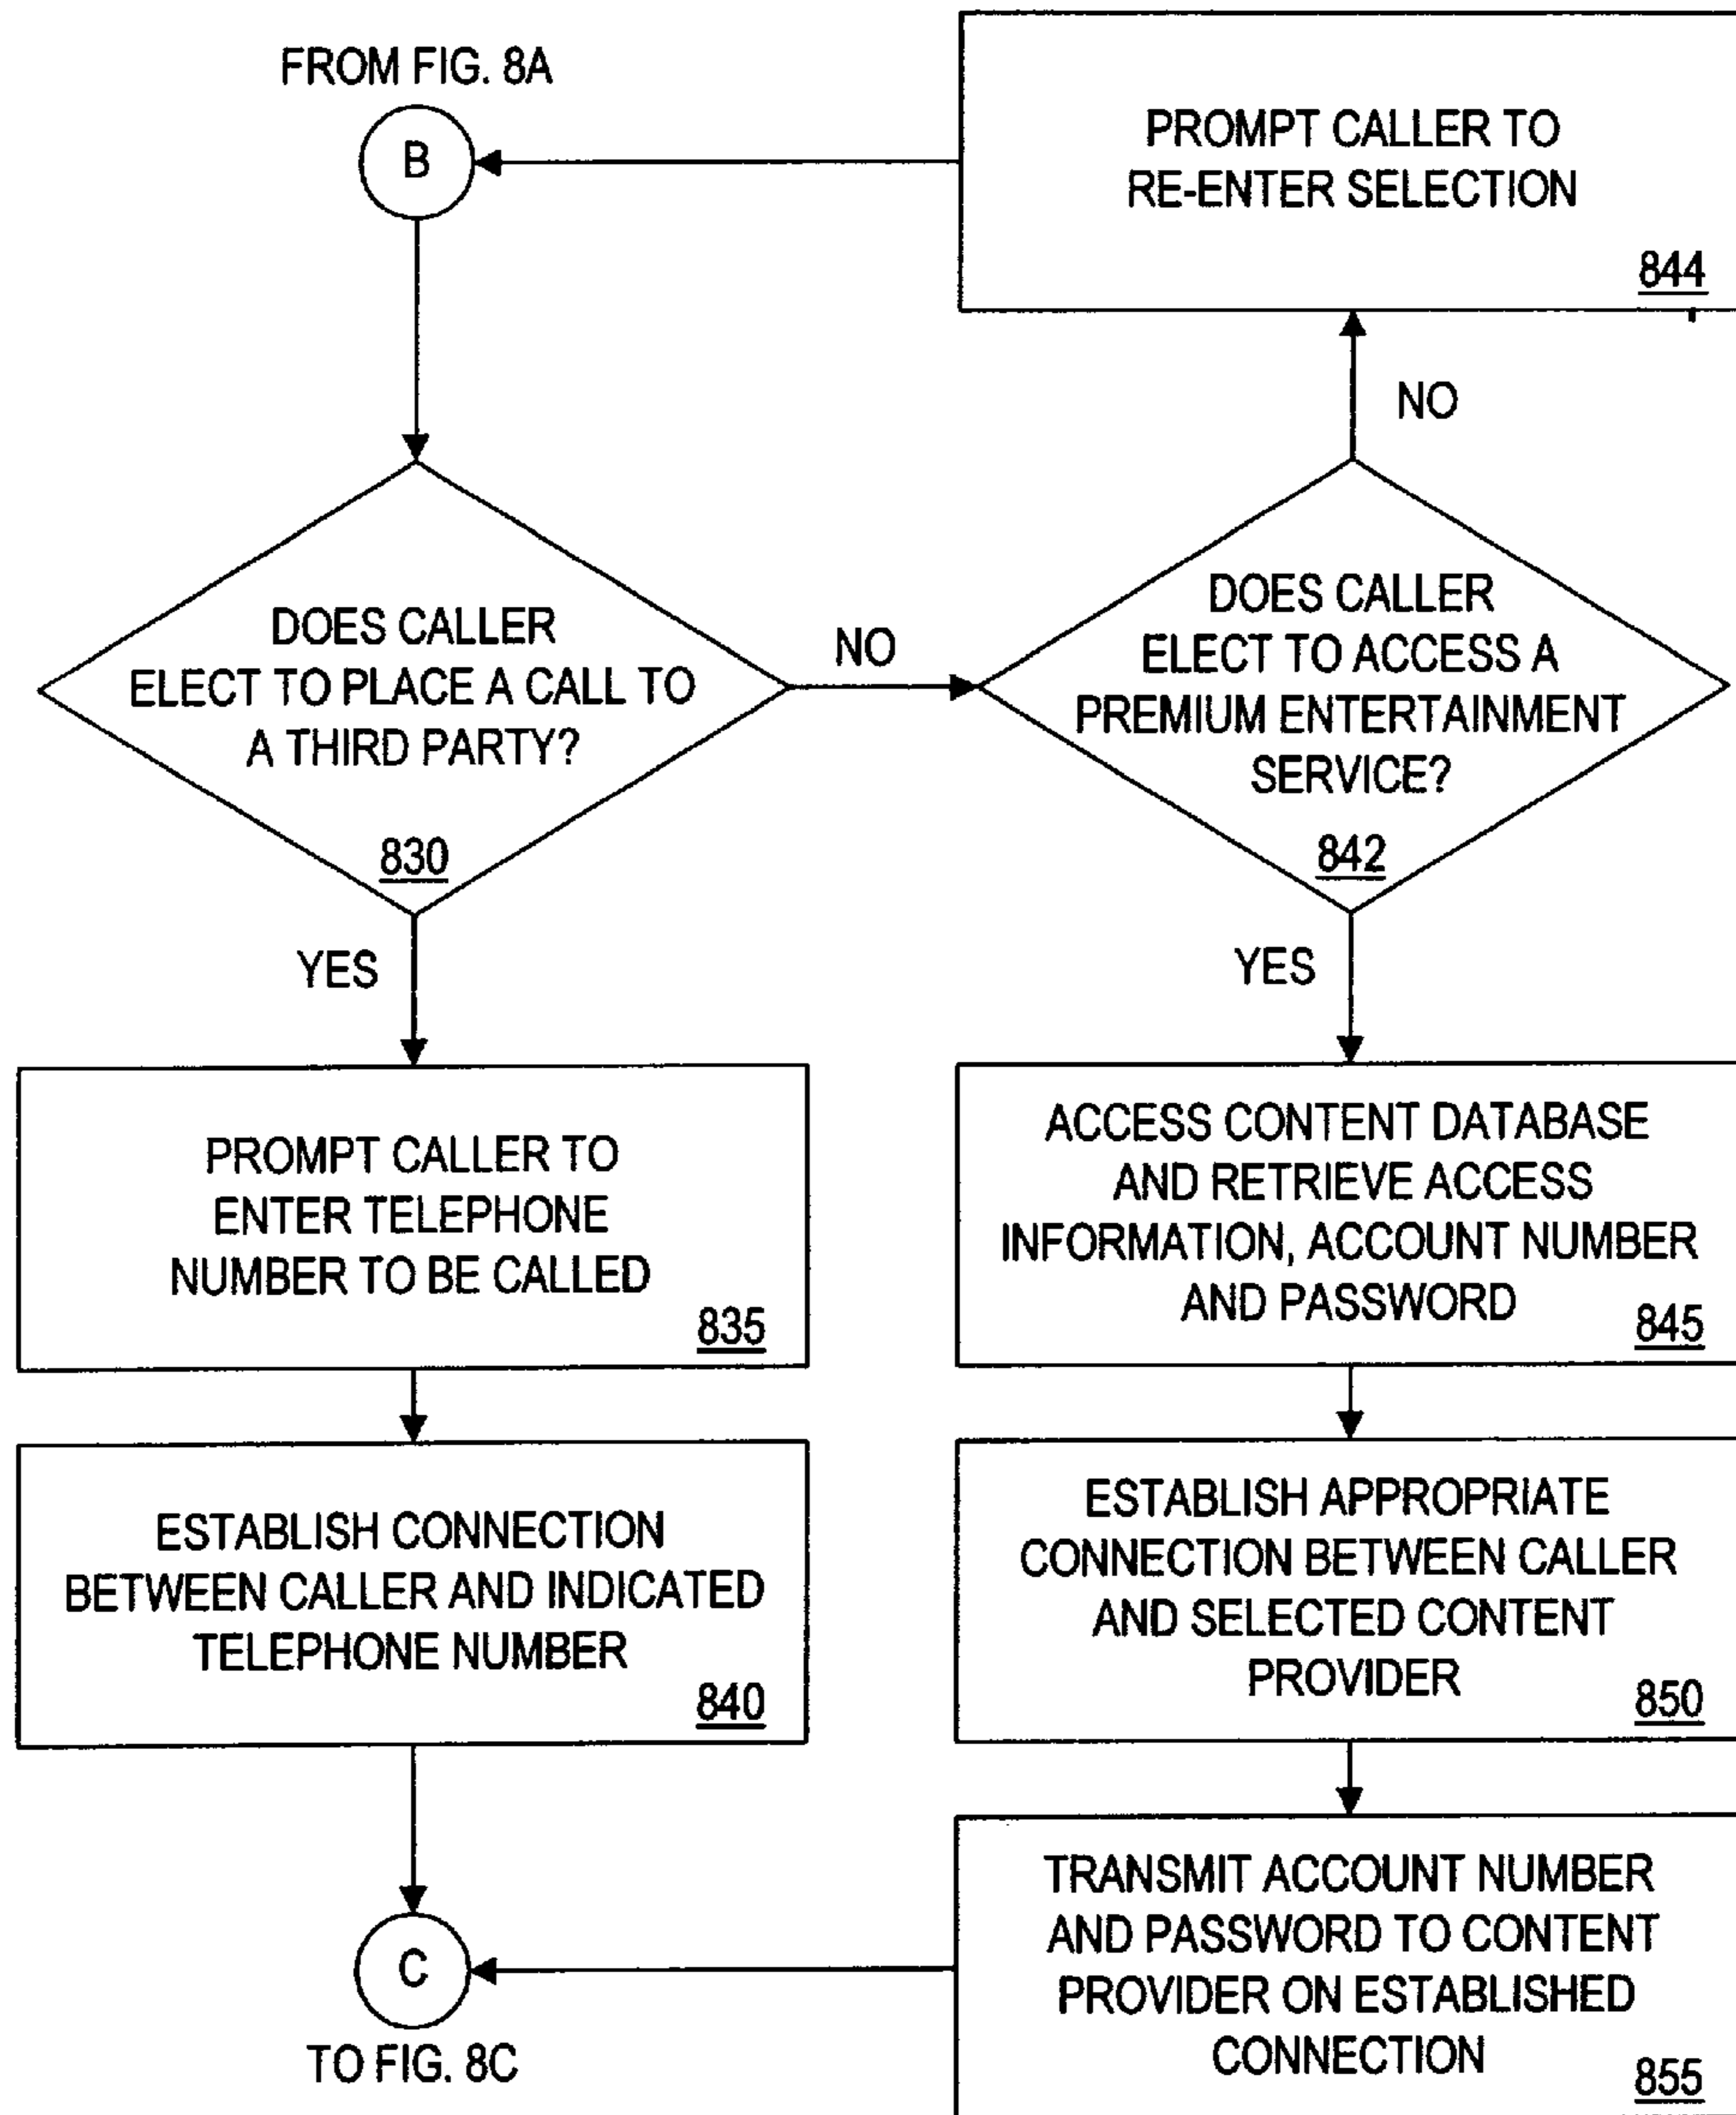 FROM FIG. 8A
B
PROMPT CALLER TO
RE-ENTER SELECTION
844
NO
DOES CALLER
ELECT TO PLACE A CALL TO
A THIRD PARTY?
830
NO
DOES CALLER
ELECT TO ACCESS A
PREMIUM ENTERTAINMENT
SERVICE?
842
YES
YES
PROMPT CALLER TO
ENTER TELEPHONE
NUMBER TO BE CALLED
835
ACCESS CONTENT DATABASE
AND RETRIEVE ACCESS
INFORMATION, ACCOUNT NUMBER
AND PASSWORD
845
ESTABLISH CONNECTION
BETWEEN CALLER AND INDICATED
TELEPHONE NUMBER
840
ESTABLISH APPROPRIATE
CONNECTION BETWEEN CALLER
AND SELECTED CONTENT
PROVIDER
850
C
TO FIG. 8C
TRANSMIT ACCOUNT NUMBER
AND PASSWORD TO CONTENT
PROVIDER ON ESTABLISHED
CONNECTION
855